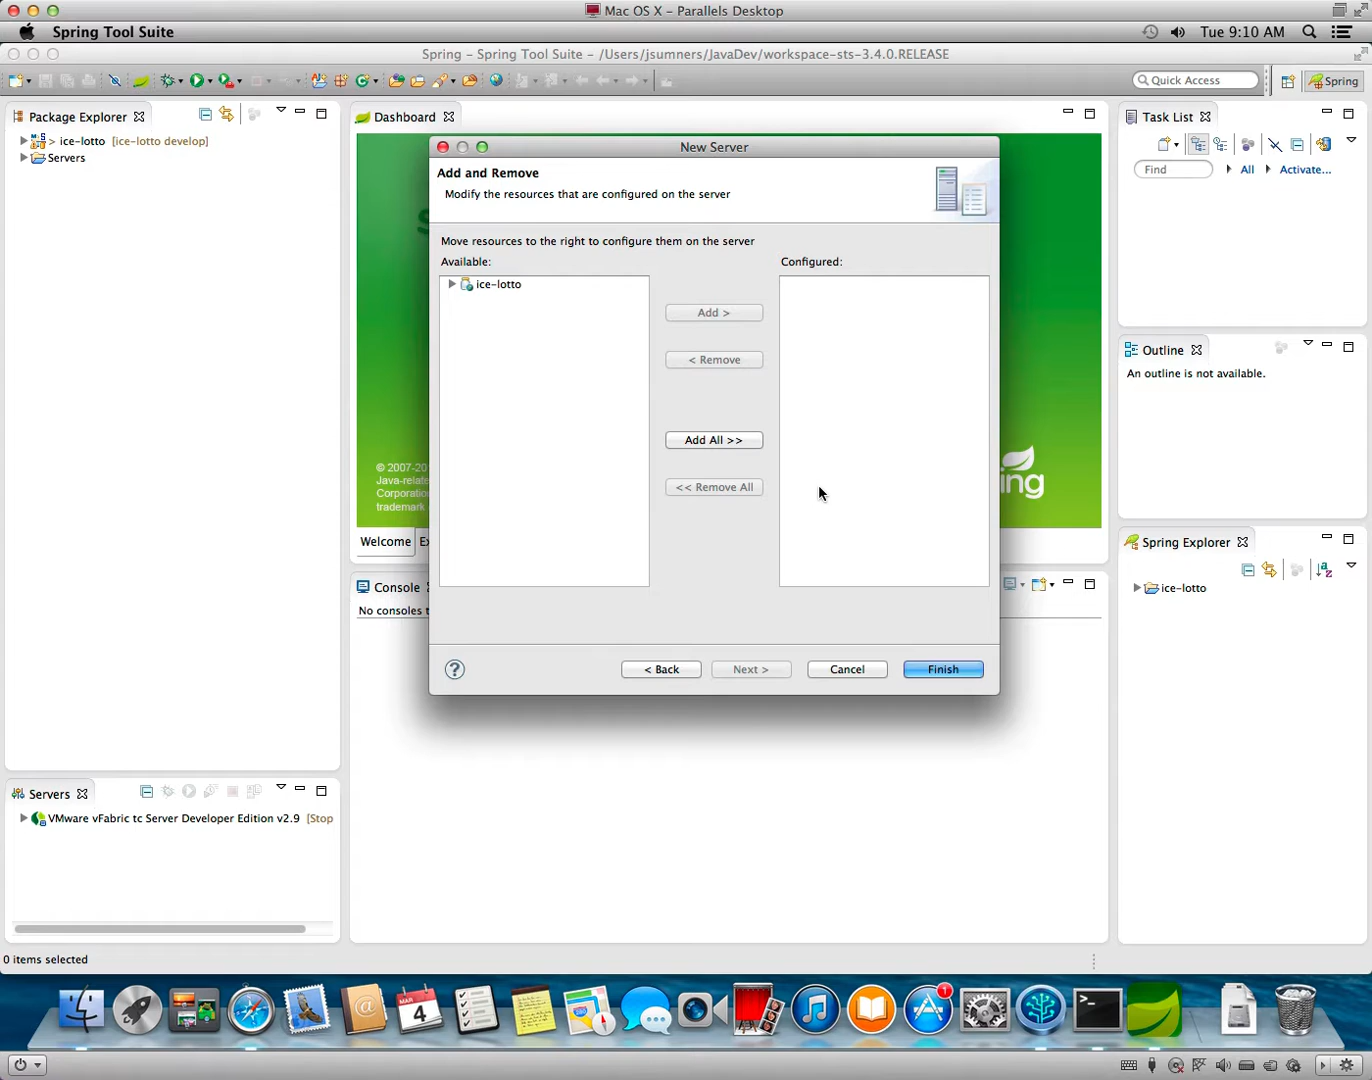 Mac OS X – Parallels Desktop
Spring Tool Suite
Tue 9:10 AM
Spring – Spring Tool Suite – /Users/jsumners/JavaDev/workspace-sts-3.4.0.RELEASE
Quick Access
Spring
Package Explorer
> ice-lotto [ice-lotto develop]
Servers
Dashboard
Task List
Find
All
Activate...
New Server
Add and Remove
Modify the resources that are configured on the server
Move resources to the right to configure them on the server
Available:
Configured:
ice-lotto
Add >
< Remove
Add All >>
<< Remove All
© 2007-20
Java-rela
Corporation
trademark
ing
Welcome
Outline
An outline is not available.
Spring Explorer
ice-lotto
Console
No consoles t
?
< Back
Next >
Cancel
Finish
Servers
VMware vFabric tc Server Developer Edition v2.9 [Stop
0 items selected
MAR
4
1